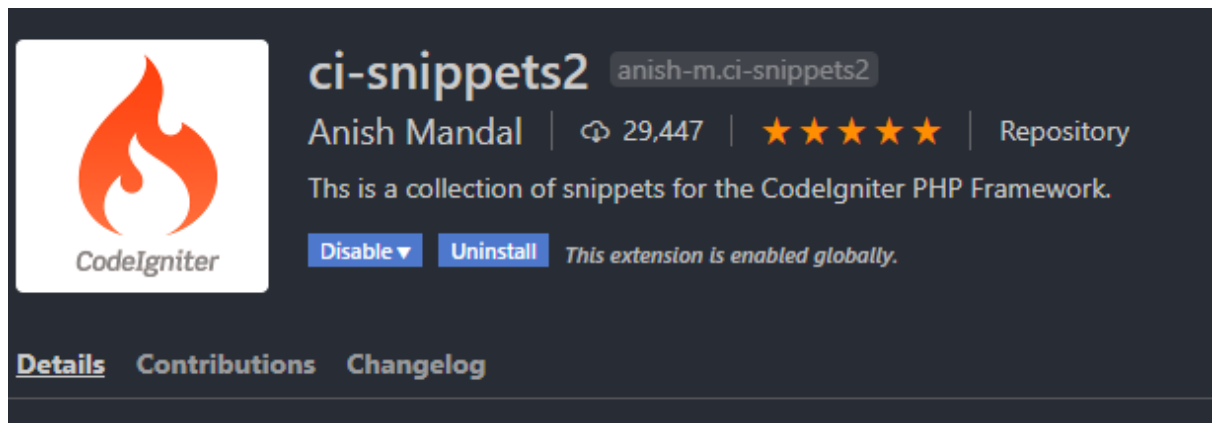 ci-snippets2 anish-m.ci-snippets2
Anish Mandal 29,447 Repository
Ths is a collection of snippets for the CodeIgniter PHP Framework.
CodeIgniter
Disable Uninstall This extension is enabled globally.
Details Contributions Changelog